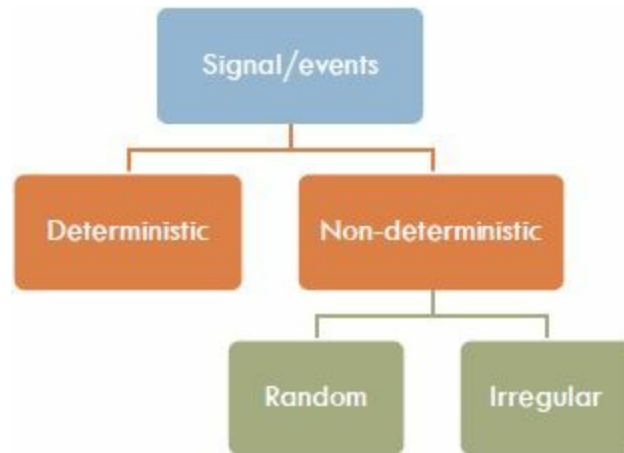 Signal/events
Deterministic
Non-deterministic
Random
Irregular